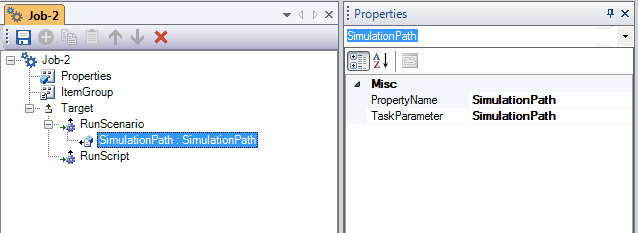 Job-2
Job-2
Properties
ItemGroup
Target
RunScenario
SimulationPath : SimulationPath
RunScript
Properties
SimulationPath
Misc
PropertyName SimulationPath
TaskParameter SimulationPath